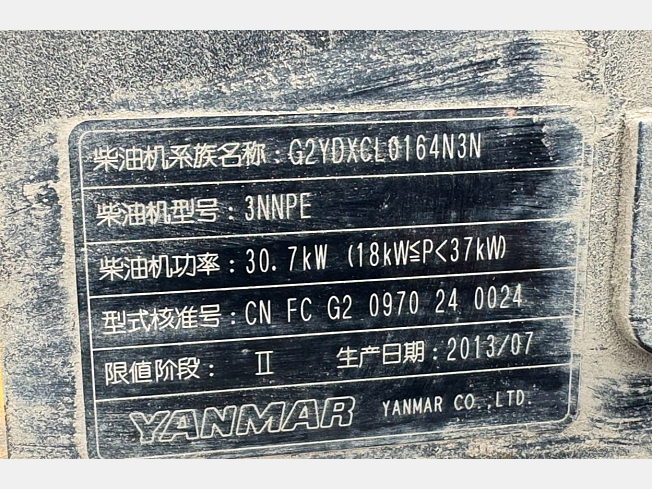 柴油机系族名称：G2YDXCL0164N3N
柴油机型号：3NNPE
柴油机功率：30.7kW (18kW≦P<37kW)
型式核准号：CN FC G2 0970 24 0024
限值阶段： Ⅱ 生产日期：2013/07
YANMAR YANMAR CO.,LTD.